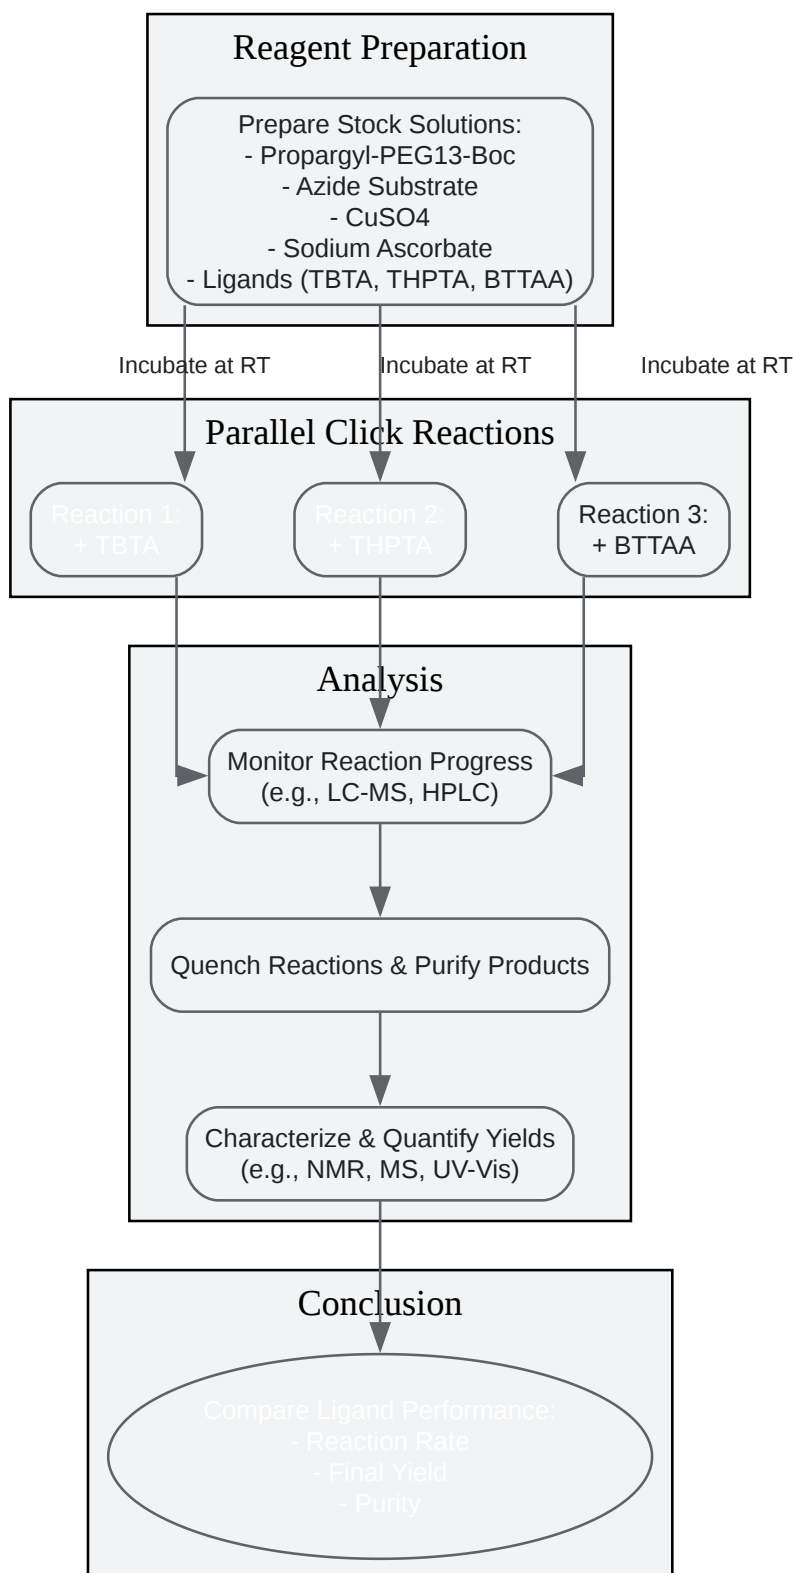 Reagent Preparation
Prepare Stock Solutions:
- Propargyl-PEG13-Boc
- Azide Substrate
- CuSO4
- Sodium Ascorbate
- Ligands (TBTA, THPTA, BTTAA)
Incubate at RT
Incubate at RT
Incubate at RT
Parallel Click Reactions
Reaction 1:
+ TBTA
Reaction 2:
+ THPTA
Reaction 3:
+ BTTAA
Analysis
Monitor Reaction Progress
(e.g., LC-MS, HPLC)
Quench Reactions & Purify Products
Characterize & Quantify Yields
(e.g., NMR, MS, UV-Vis)
Conclusion
Compare Ligand Performance:
- Reaction Rate
- Final Yield
- Purity